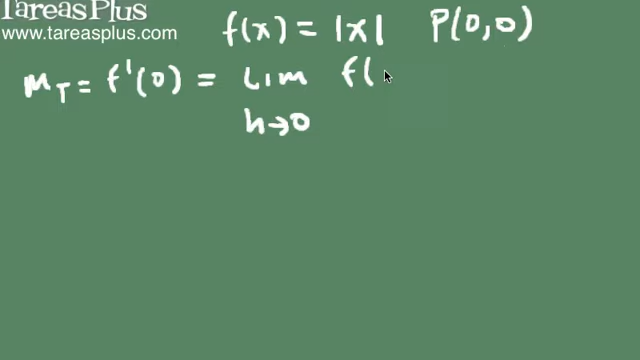 TareasPlus
www.tareasplus.com
f(x) = |x| P(0,0)
m_T = f'(0) = Lim f(
h→0